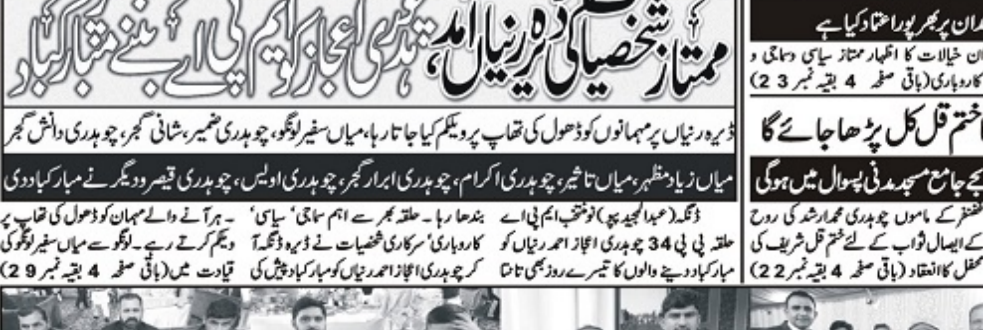 ممتاز شخصیات کی ڈیرہ رنیاں آمد،
چوہدری اعجاز کو ایم پی اے بننے پر مبارکباد
ڈیرہ رنیاں پر مہمانوں کو ڈھول کی تھاپ پر ویلکم کیا جاتا رہا، میاں سفیر لونگو، چوہدری ضمیر، شانی گجر، چوہدری دانش گجر
میاں زیاد مظہر، میاں تاثیر، چوہدری اکرام، چوہدری ابرار گجر، چوہدری اویس، چوہدری قیصر و دیگر نے مبارکباد دی
ڈنگہ (عبدالمجید پپو) نو منتخب ایم پی اے
حلقہ پی پی 34 چوہدری اعجاز احمد رنیاں کو
مبارکباد دینے والوں کا تیسرے روز بھی تانتا
بندھا رہا۔ حلقہ بھر سے اہم سماجی‘ سیاسی‘
کاروباری‘ سرکاری شخصیات نے ڈیرہ ڈنگہ آ
کر چوہدری اعجاز احمد رنیاں کو مبارکباد پیش کی
۔ ہر آنے والے مہمان کو ڈھول کی تھاپ پر
ویلکم کرتے رہے۔ لونگو سے میاں سفیر لونگو کی
قیادت میں (باقی صفحہ 4 بقیہ نمبر 29)
دان پر بھرپور اعتماد کیا ہے
ان خیالات کا اظہار ممتاز سیاسی و سماجی و
کاروباری (باقی صفحہ 4 بقیہ نمبر 23)
ختم قل کل پڑھا جائے گا
بجے جامع مسجد مدنی پسوال میں ہوگی
غضنفر کے ماموں چوہدری محمد ارشد کی روح
کے ایصال ثواب کے لئے ختم قل شریف کی
محفل کا انعقاد (باقی صفحہ 4 بقیہ نمبر 22)